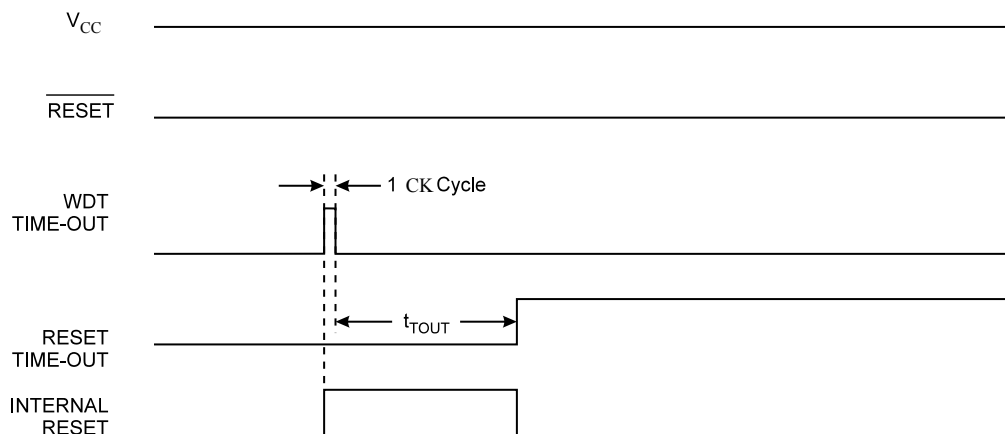 VCC
RESET
WDT
TIME-OUT
1 CK Cycle
RESET
TIME-OUT
tTOUT
INTERNAL
RESET